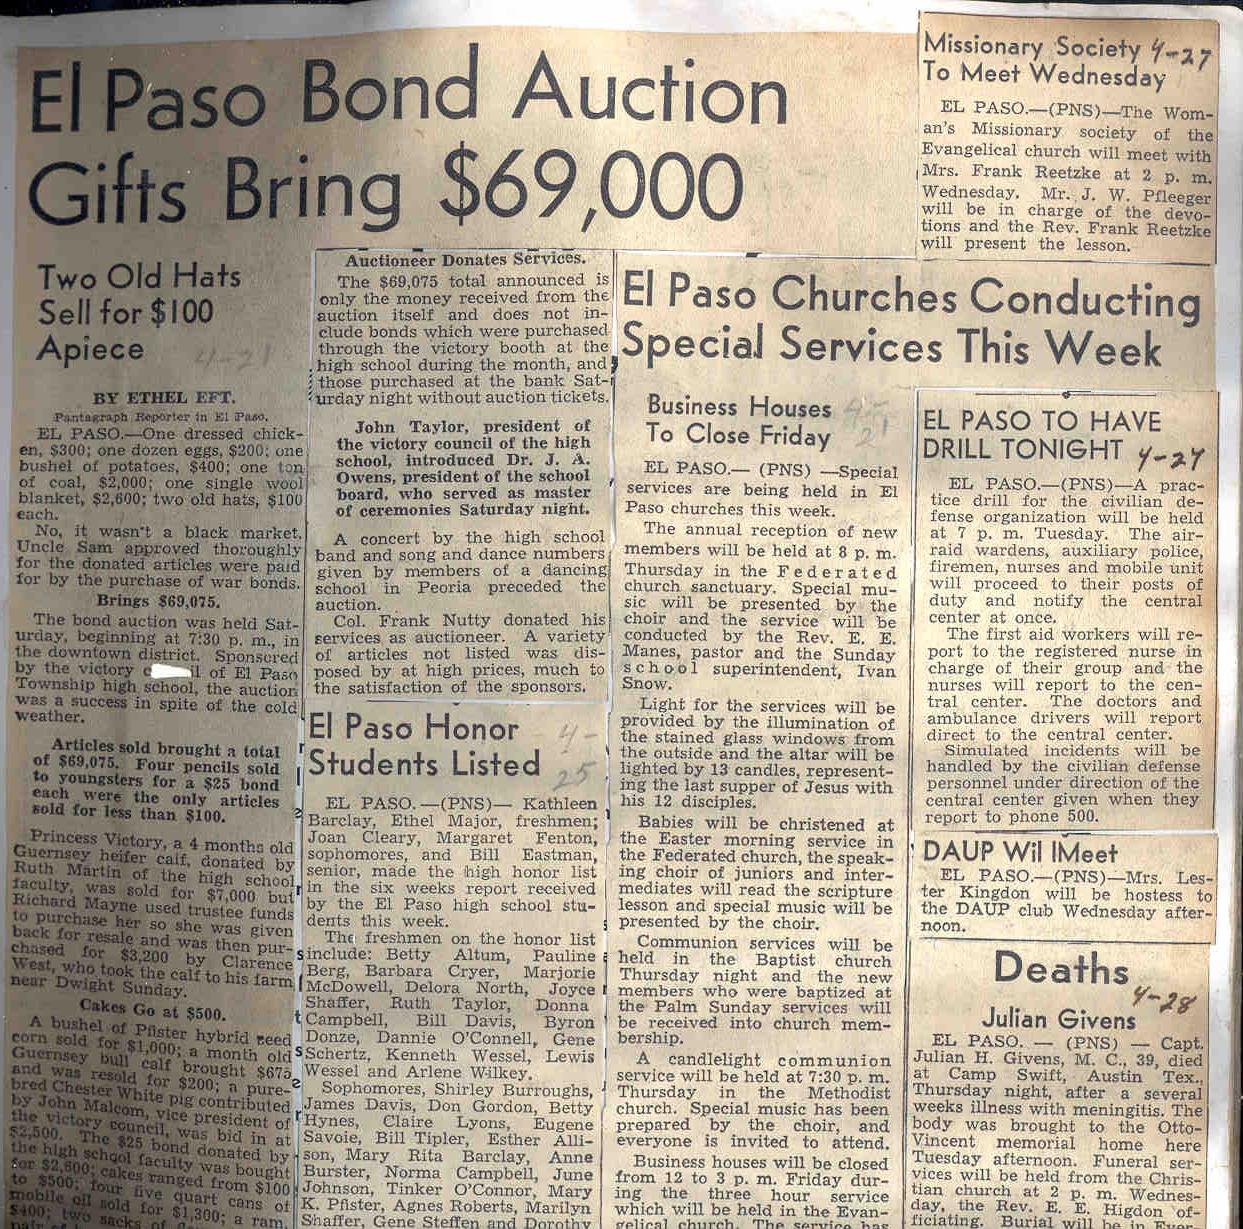 El Paso Bond Auction
Gifts Bring $69,000
Two Old Hats
Sell for $100
Apiece
4-21
BY ETHEL EFT.
Pantagraph Reporter in El Paso.
EL PASO.—One dressed chick-
en, $300; one dozen eggs, $200; one
bushel of potatoes, $400; one ton
of coal, $2,000; one single wool
blanket, $2,600; two old hats, $100
each.
No, it wasn't a black market.
Uncle Sam approved thoroughly
for the donated articles were paid
for by the purchase of war bonds.
Brings $69,075.
The bond auction was held Sat-
urday, beginning at 7:30 p. m., in
the downtown district. Sponsored
by the victory c l of El Paso
Township high school, the auction
was a success in spite of the cold
weather.
Articles sold brought a total
of $69,075. Four pencils sold
to youngsters for a $25 bond
each were the only articles
sold for less than $100.
Princess Victory, a 4 months old
Guernsey heifer calf, donated by
Ruth Martin of the high school
faculty, was sold for $7,000 but
Richard Mayne used trustee funds
to purchase her so she was given
back for resale and was then pur-
chased for $3,200 by Clarence
West, who took the calf to his farm
near Dwight Sunday.
Cakes Go at $500.
A bushel of Pfister hybrid seed
corn sold for $1,000; a month old
Guernsey bull calf brought $675
and was resold for $200; a pure-
bred Chester White pig contributed
by John Malcom, vice president of
the victory council, was bid in at
$2,500. The $25 bond donated by
the high school faculty was bought
for $2,600; cakes ranged from $100
to $500; four five quart cans of
mobile oil sold for $1,300; a ram,
$400; two sacks of
Auctioneer Donates Services.
The $69,075 total announced is
only the money received from the
auction itself and does not in-
clude bonds which were purchased
through the victory booth at the
high school during the month, and
those purchased at the bank Sat-
urday night without auction tickets.
John Taylor, president of
the victory council of the high
school, introduced Dr. J. A.
Owens, president of the school
board, who served as master
of ceremonies Saturday night.
A concert by the high school
band and song and dance numbers
given by members of a dancing
school in Peoria preceded the
auction.
Col. Frank Nutty donated his
services as auctioneer. A variety
of articles not listed was dis-
posed by at high prices, much to
the satisfaction of the sponsors.
El Paso Honor
Students Listed
4-25
EL PASO.—(PNS)— Kathleen
Barclay, Ethel Major, freshmen;
Joan Cleary, Margaret Fenton,
sophomores, and Bill Eastman,
senior, made the high honor list
in the six weeks report received
by the El Paso high school stu-
dents this week.
The freshmen on the honor list
include: Betty Altum, Pauline
Berg, Barbara Cryer, Marjorie
McDowell, Delora North, Joyce
Shaffer, Ruth Taylor, Donna
Campbell, Bill Davis, Byron
Donze, Dannie O'Connell, Gene
Schertz, Kenneth Wessel, Lewis
Wessel and Arlene Wilkey.
Sophomores, Shirley Burroughs,
James Davis, Don Gordon, Betty
Hynes, Claire Lyons, Eugene
Savoie, Bill Tipler, Esther Alli-
son, Mary Rita Barclay, Anne
Burster, Norma Campbell, June
Johnson, Tinker O'Connor, Mary
K. Pfister, Agnes Roberts, Marilyn
Shaffer, Gene Steffen and Dorothy
El Paso Churches Conducting
Special Services This Week
Business Houses
To Close Friday
4-21
EL PASO.— (PNS) —Special
services are being held in El
Paso churches this week.
The annual reception of new
members will be held at 8 p. m.
Thursday in the Federated
church sanctuary. Special mu-
sic will be presented by the
choir and the service will be
conducted by the Rev. E. E.
Manes, pastor and the Sunday
school superintendent, Ivan
Snow.
Light for the services will be
provided by the illumination of
the stained glass windows from
the outside and the altar will be
lighted by 13 candles, represent-
ing the last supper of Jesus with
his 12 disciples.
Babies will be christened at
the Easter morning service in
the Federated church, the speak-
ing choir of juniors and inter-
mediates will read the scripture
lesson and special music will be
presented by the choir.
Communion services will be
held in the Baptist church
Thursday night and the new
members who were baptized at
the Palm Sunday services will
be received into church mem-
bership.
A candlelight communion
service will be held at 7:30 p. m.
Thursday in the Methodist
church. Special music has been
prepared by the choir, and
everyone is invited to attend.
Business houses will be closed
from 12 to 3 p. m. Friday dur-
ing the three hour service
which will be held in the Evan-
gelical church. The service has
Missionary Society 4-27
To Meet Wednesday
EL PASO.—(PNS)—The Wom-
an's Missionary society of the
Evangelical church will meet with
Mrs. Frank Reetzke at 2 p. m.
Wednesday. Mr. J. W. Pfleeger
will be in charge of the devo-
tions and the Rev. Frank Reetzke
will present the lesson.
EL PASO TO HAVE
DRILL TONIGHT 4-27
EL PASO.—(PNS)—A prac-
tice drill for the civilian de-
fense organization will be held
at 7 p. m. Tuesday. The air-
raid wardens, auxiliary police,
firemen, nurses and mobile unit
will proceed to their posts of
duty and notify the central
center at once.
The first aid workers will re-
port to the registered nurse in
charge of their group and the
nurses will report to the cen-
tral center. The doctors and
ambulance drivers will report
direct to the central center.
Simulated incidents will be
handled by the civilian defense
personnel under direction of the
central center given when they
report to phone 500.
DAUP Wil lMeet
EL PASO.—(PNS)—Mrs. Les-
ter Kingdon will be hostess to
the DAUP club Wednesday after-
noon.
Deaths
4-28
Julian Givens
EL PASO. — (PNS) — Capt.
Julian H. Givens, M. C., 39, died
at Camp Swift, Austin Tex.,
Thursday night, after a several
weeks illness with meningitis. The
body was brought to the Otto-
Vincent memorial home here
Tuesday afternoon. Funeral ser-
vices will be held from the Chris-
tian church at 2 p. m. Wednes-
day, the Rev. E. E. Higdon of-
ficiating. Burial will be in